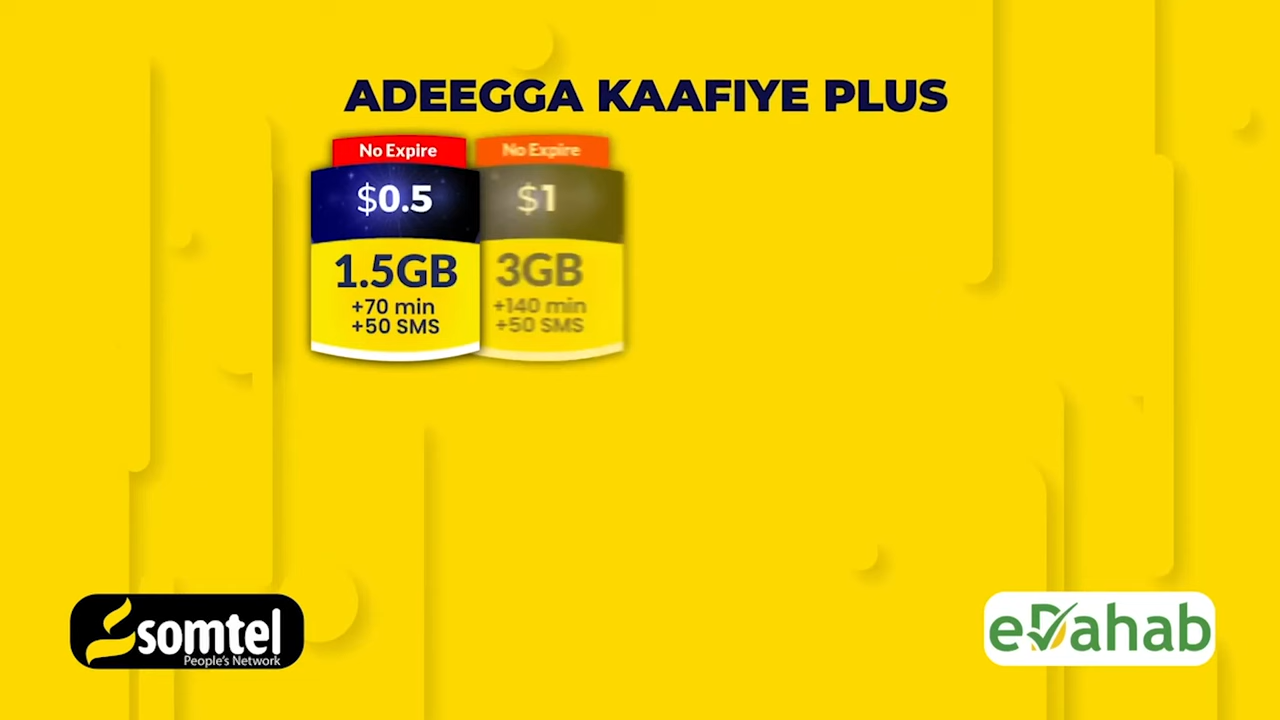 ADEEGGA KAAFIYE PLUS
No Expire
$0.5
1.5GB
+70 min
+50 SMS
No Expire
$1
3GB
+140 min
+50 SMS
somtel
People's Network
eDahab